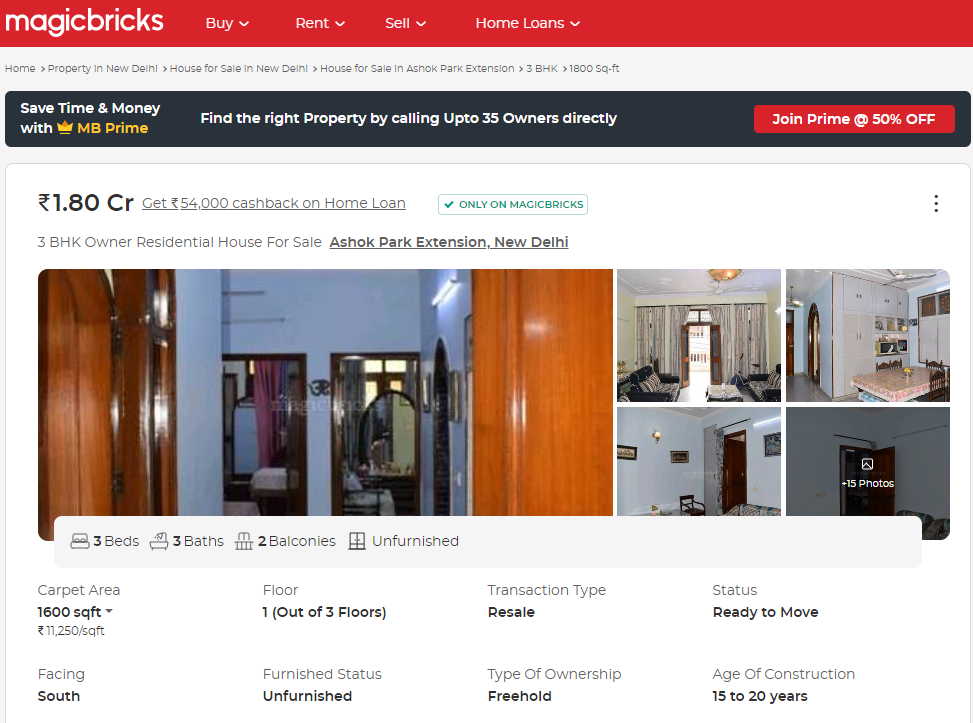 magicbricks Buy Rent Sell Home Loans
Home > Property in New Delhi > House for Sale in New Delhi > House for Sale in Ashok Park Extension > 3 BHK > 1800 Sq-ft
Save Time & Money
with MB Prime
Find the right Property by calling Upto 35 Owners directly
Join Prime @ 50% OFF
₹1.80 Cr Get ₹54,000 cashback on Home Loan ONLY ON MAGICBRICKS
3 BHK Owner Residential House For Sale Ashok Park Extension, New Delhi
magicbricks
+15 Photos
3 Beds 3 Baths 2 Balconies Unfurnished
Carpet Area Floor Transaction Type Status
1600 sqft 1 (Out of 3 Floors) Resale Ready to Move
₹11,250/sqft
Facing Furnished Status Type Of Ownership Age Of Construction
South Unfurnished Freehold 15 to 20 years